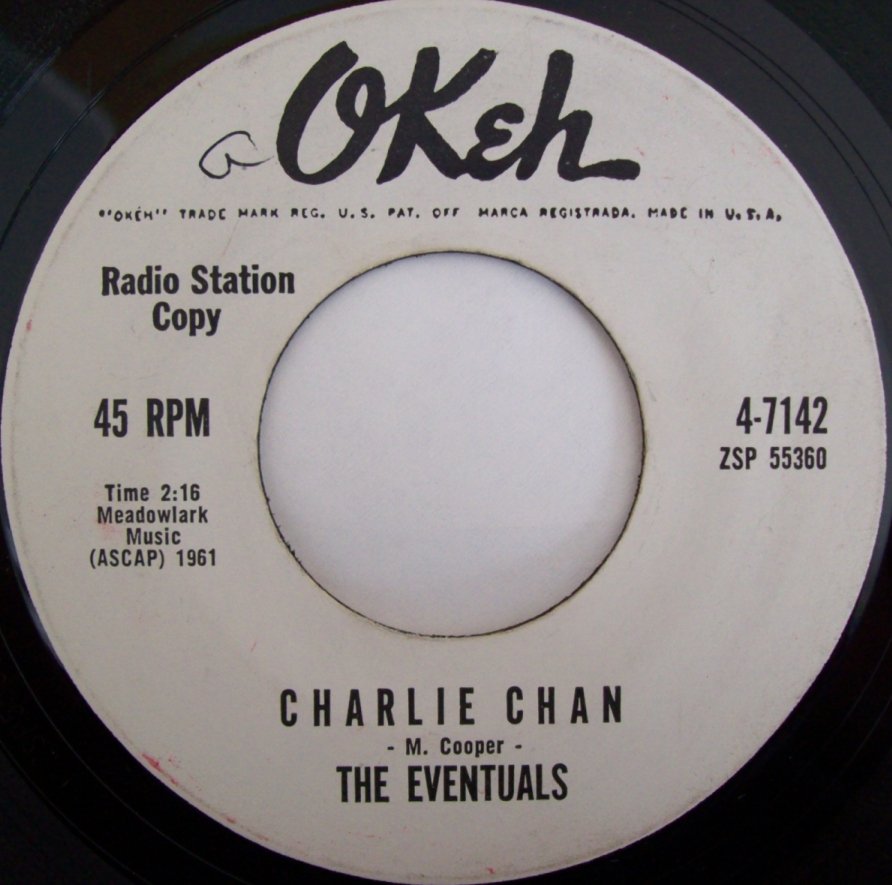 OKeh
"OKĖH" TRADE MARK REG. U.S. PAT. OFF MARCA REGISTRADA. MADE IN U.S.A.
Radio Station
Copy
45 RPM
4-7142
ZSP 55360
Time 2:16
Meadowlark
Music
(ASCAP) 1961
CHARLIE CHAN
- M. Cooper -
THE EVENTUALS